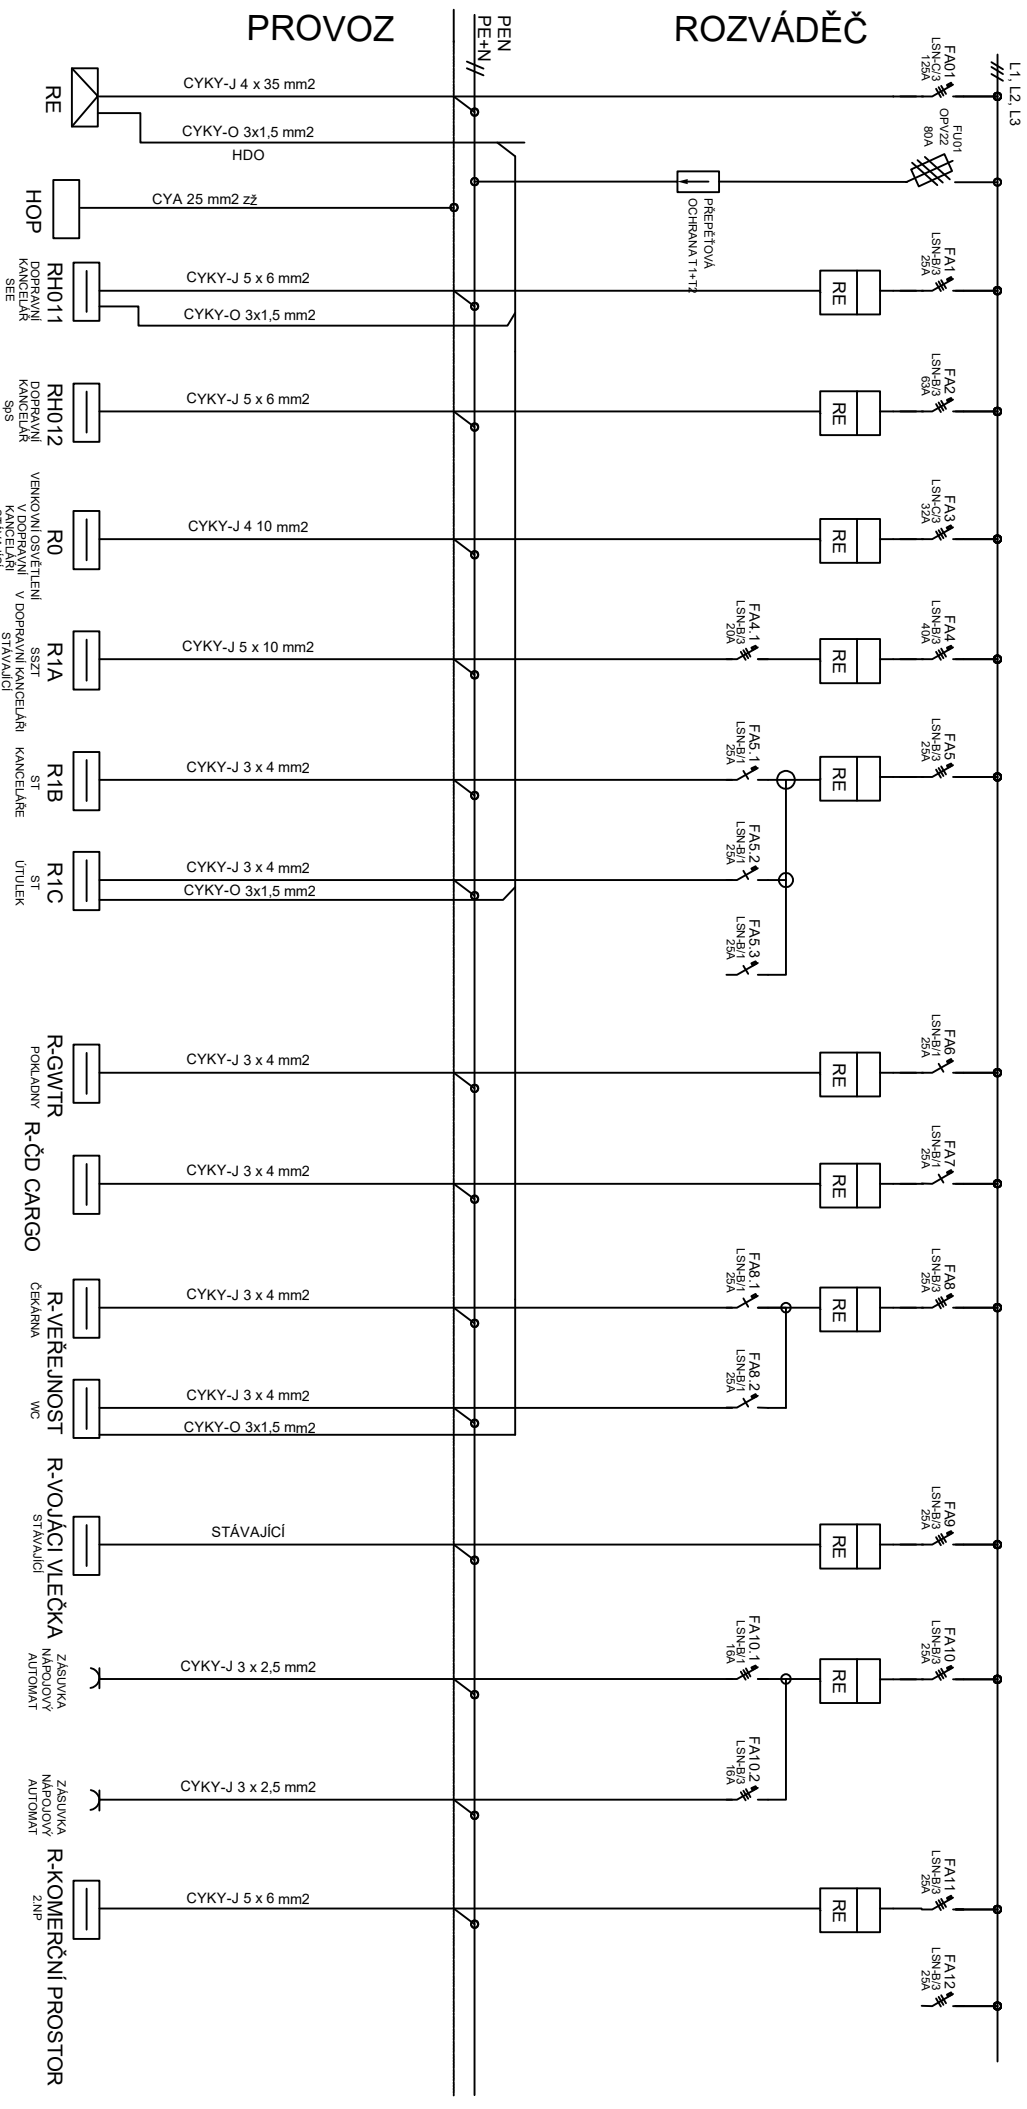 PROVOZ
ROZVÁDĚČ
PEN
PE+N
L1, L2, L3
FA01
LSN-C/3
125A
CYKY-J 4 x 35 mm2
RE
CYKY-O 3x1,5 mm2
HDO
FU01
OPV22
80A
PŘEPĚŤOVÁ
OCHRANA T1+T2
CYA 25 mm2 zž
HOP
FA1
LSN-B/3
25A
RE
CYKY-J 5 x 6 mm2
CYKY-O 3x1,5 mm2
RH011
DOPRAVNÍ
KANCELÁŘ
SEE
FA2
LSN-B/3
63A
RE
CYKY-J 5 x 6 mm2
RH012
DOPRAVNÍ
KANCELÁŘ
SpS
FA3
LSN-C/3
32A
RE
CYKY-J 4 10 mm2
R0
VENKOVNÍ OSVĚTLENÍ
V DOPRAVNÍ
KANCELÁŘI
FA4
LSN-B/3
40A
RE
FA4.1
LSN-B/3
20A
CYKY-J 5 x 10 mm2
R1A
SSZT
V DOPRAVNÍ KANCELÁŘI
STÁVAJÍCÍ
FA5
LSN-B/3
25A
RE
FA5.1
LSN-B/1
25A
CYKY-J 3 x 4 mm2
R1B
ST
KANCELÁŘE
FA5.2
LSN-B/1
25A
CYKY-J 3 x 4 mm2
CYKY-O 3x1,5 mm2
R1C
ST
ÚTULEK
FA5.3
LSN-B/1
25A
FA6
LSN-B/1
25A
RE
CYKY-J 3 x 4 mm2
R-GWTR
POKLADNY
FA7
LSN-B/1
25A
RE
CYKY-J 3 x 4 mm2
R-ČD CARGO
FA8
LSN-B/3
25A
RE
FA8.1
LSN-B/1
25A
CYKY-J 3 x 4 mm2
R-VEŘEJNOST
ČEKÁRNA
FA8.2
LSN-B/1
25A
CYKY-J 3 x 4 mm2
CYKY-O 3x1,5 mm2
WC
FA9
LSN-B/3
25A
RE
STÁVAJÍCÍ
R-VOJÁCI VLEČKA
STÁVAJÍCÍ
FA10
LSN-B/3
25A
RE
FA10.1
LSN-B/1
16A
CYKY-J 3 x 2,5 mm2
ZÁSUVKA
NÁPOJOVÝ
AUTOMAT
FA10.2
LSN-B/3
16A
CYKY-J 3 x 2,5 mm2
ZÁSUVKA
NÁPOJOVÝ
AUTOMAT
FA11
LSN-B/3
25A
RE
CYKY-J 5 x 6 mm2
R-KOMERČNÍ PROSTOR
2.NP
FA12
LSN-B/3
25A